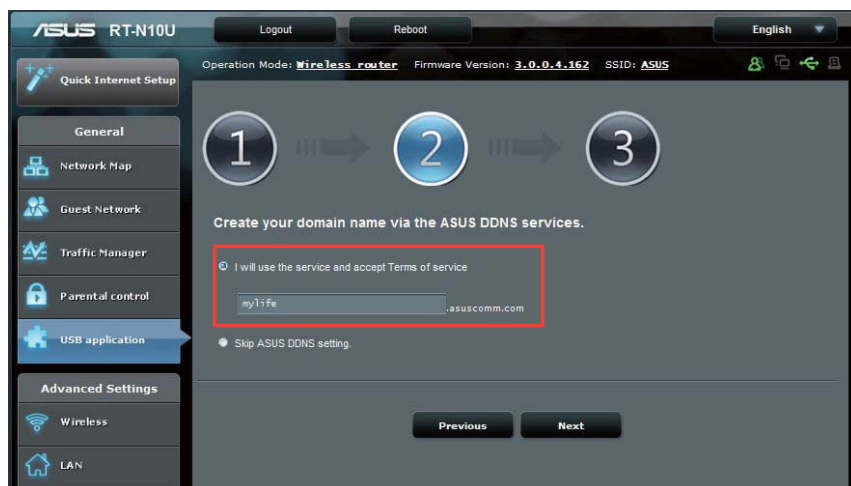 ASUS RT-N10U Logout Reboot English
Operation Mode: Wireless router Firmware Version: 3.0.0.4.162 SSID: ASUS
Quick Internet Setup
General
Network Map
Guest Network
Traffic Manager
Parental control
USB application
Advanced Settings
Wireless
LAN
1 2 3
Create your domain name via the ASUS DDNS services.
I will use the service and accept Terms of service
mylife .asuscomm.com
Skip ASUS DDNS setting.
Previous Next